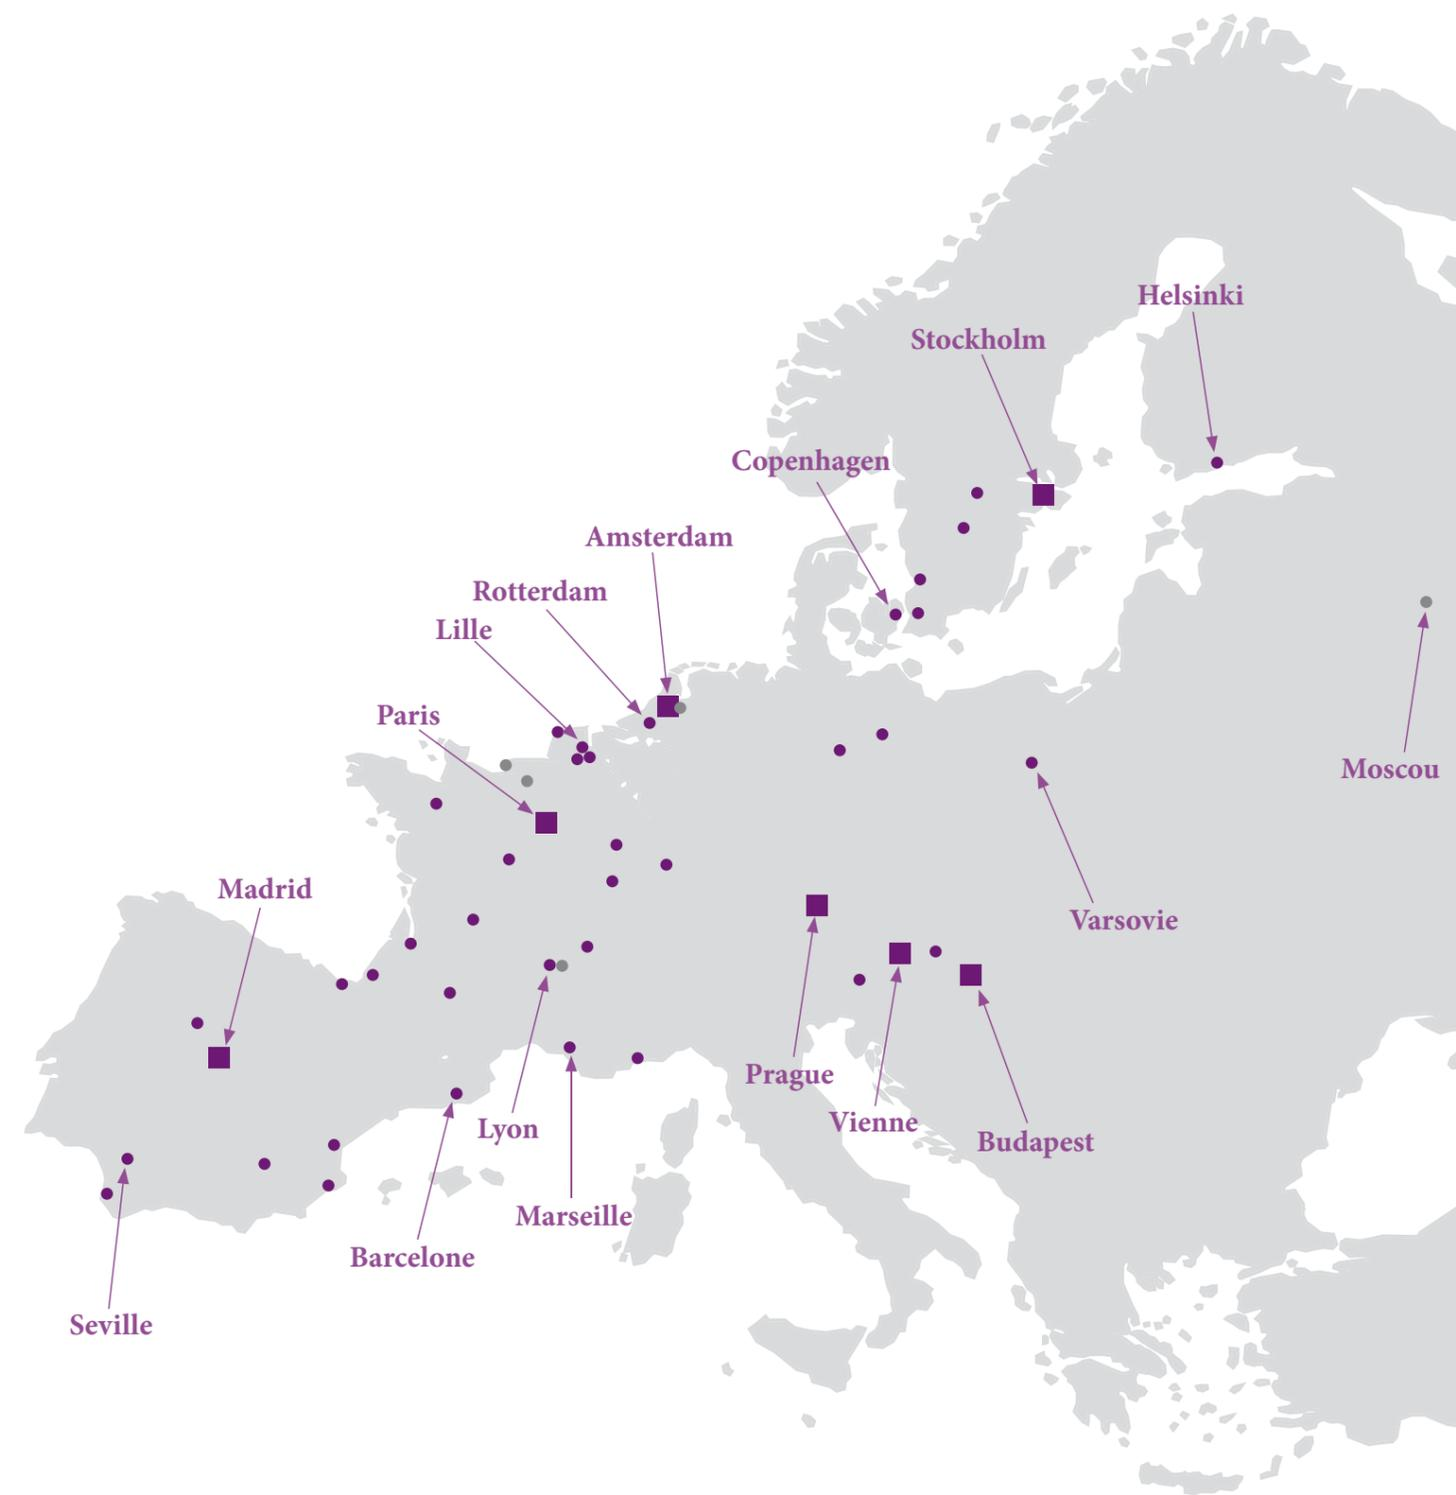 Helsinki
Stockholm
Copenhagen
Amsterdam
Rotterdam
Lille
Paris
Moscou
Madrid
Varsovie
Prague
Vienne
Lyon
Budapest
Marseille
Barcelone
Seville